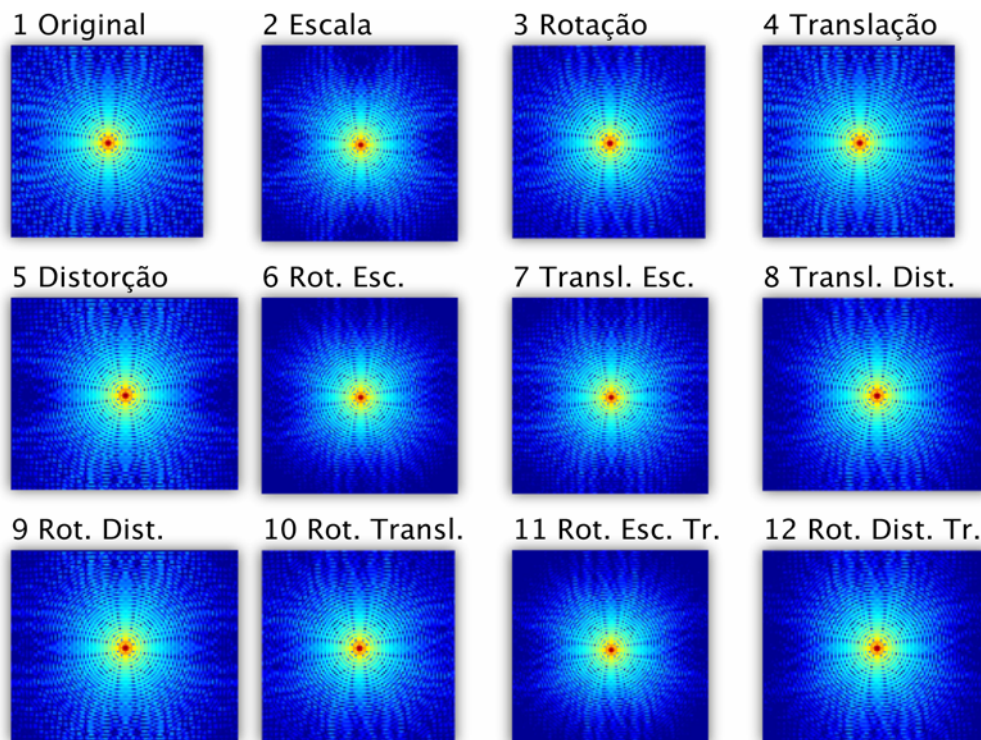 1 Original
2 Escala
3 Rotação
4 Translação
5 Distorção
6 Rot. Esc.
7 Transl. Esc.
8 Transl. Dist.
9 Rot. Dist.
10 Rot. Transl.
11 Rot. Esc. Tr.
12 Rot. Dist. Tr.